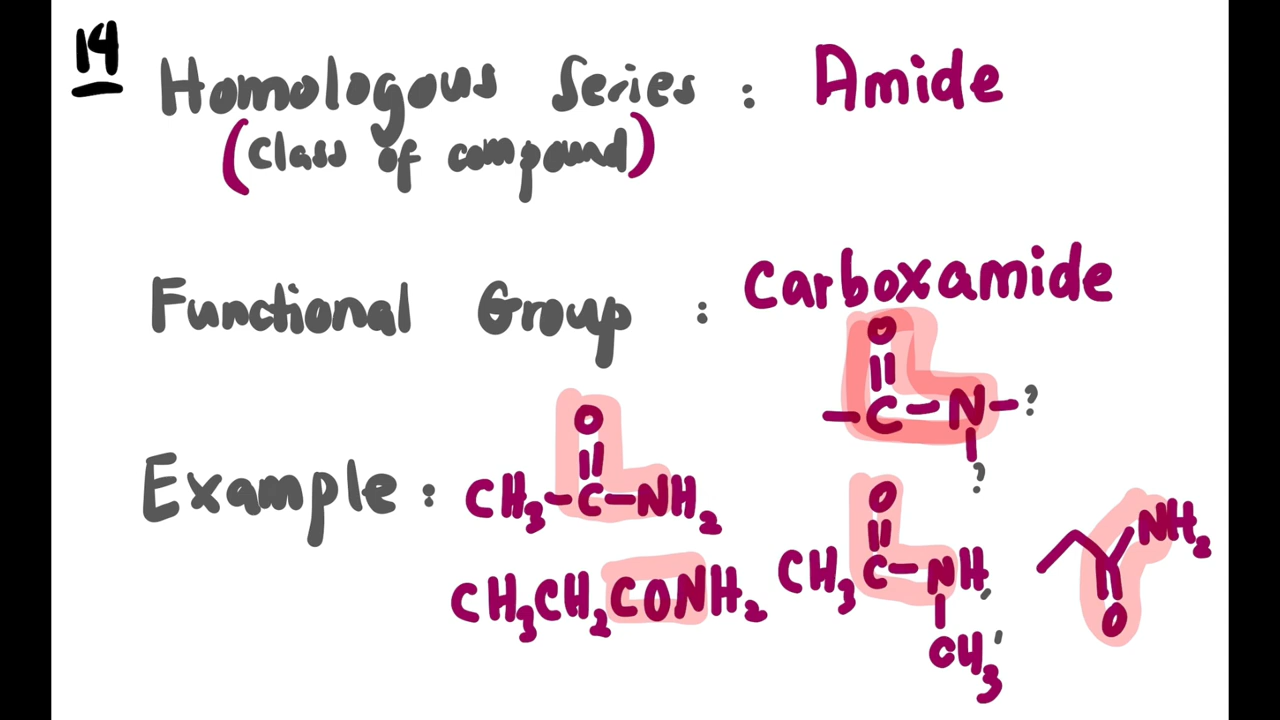 14
Homologous Series : Amide
(Class of compound)
Functional Group : Carboxamide
O
||
-C-N-?
|
?
Example :
O
||
CH₃-C-NH₂
CH₃CH₂CONH₂
O
||
CH₃C-NH
|
CH₃
NH₂
O